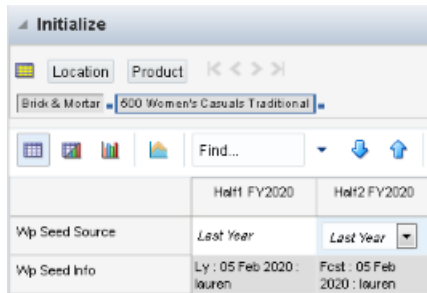 Initialize
Location Product
Brick & Mortar 600 Women's Casuals Traditional
Find...
Half1 FY2020 Half2 FY2020
Wp Seed Source Last Year Last Year
Wp Seed Info Ly : 05 Feb 2020 : Fcst : 05 Feb
lauren 2020 : lauren